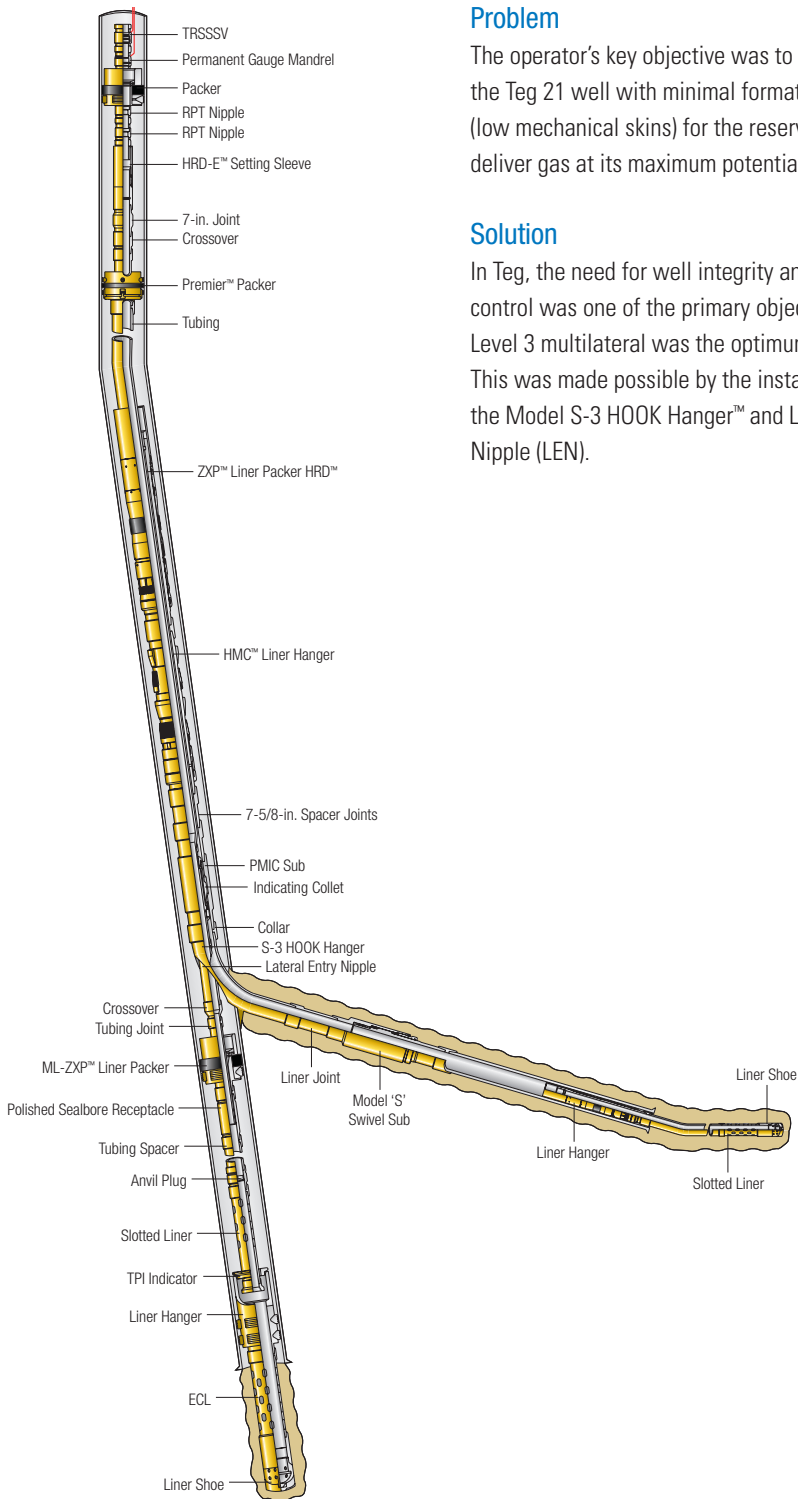 TRSSSV
Permanent Gauge Mandrel
Packer
RPT Nipple
RPT Nipple
HRD-E™ Setting Sleeve
7-in. Joint
Crossover
Premier™ Packer
Tubing
ZXP™ Liner Packer HRD™
HMC™ Liner Hanger
7-5/8-in. Spacer Joints
PMIC Sub
Indicating Collet
Collar
S-3 HOOK Hanger
Lateral Entry Nipple
Crossover
Tubing Joint
ML-ZXP™ Liner Packer
Polished Sealbore Receptacle
Tubing Spacer
Anvil Plug
Slotted Liner
TPI Indicator
Liner Hanger
ECL
Liner Shoe
Liner Joint
Model ‘S’
Swivel Sub
Liner Hanger
Liner Shoe
Slotted Liner
Problem
The operator’s key objective was to
the Teg 21 well with minimal format
(low mechanical skins) for the reserv
deliver gas at its maximum potentia
Solution
In Teg, the need for well integrity an
control was one of the primary objec
Level 3 multilateral was the optimur
This was made possible by the insta
the Model S-3 HOOK Hanger™ and L
Nipple (LEN).